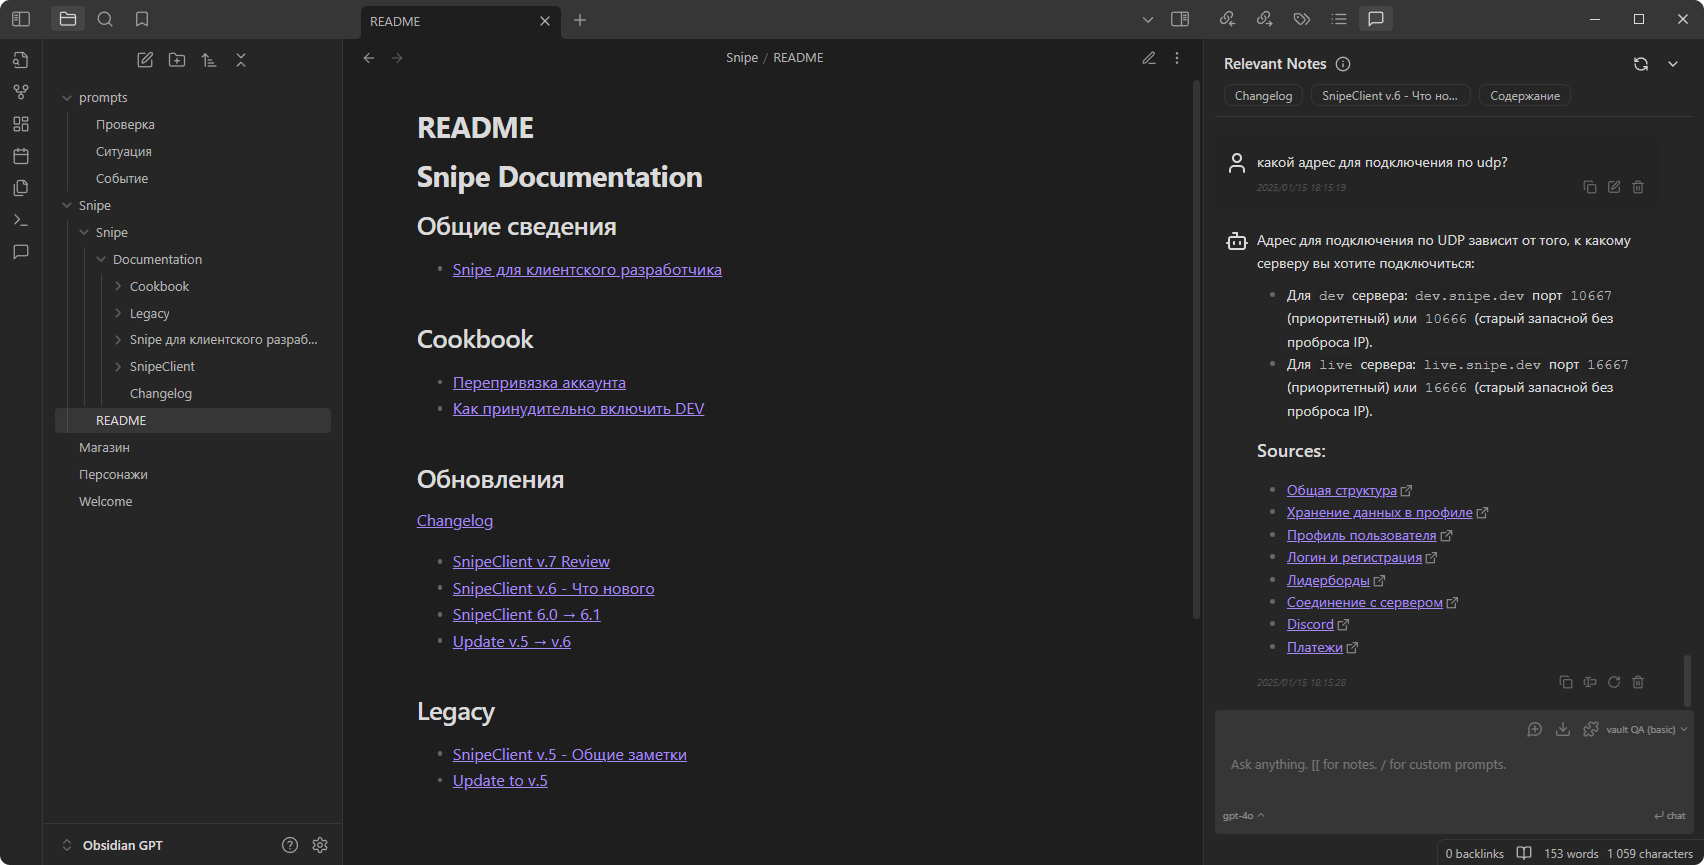 README
Snipe / README
prompts
Проверка
Ситуация
Событие
Snipe
Snipe
Documentation
Cookbook
Legacy
Snipe для клиентского разраб...
SnipeClient
Changelog
README
Магазин
Персонажи
Welcome
Obsidian GPT
README
Snipe Documentation
Общие сведения
Snipe для клиентского разработчика
Cookbook
Перепривязка аккаунта
Как принудительно включить DEV
Обновления
Changelog
SnipeClient v.7 Review
SnipeClient v.6 - Что нового
SnipeClient 6.0 → 6.1
Update v.5 → v.6
Legacy
SnipeClient v.5 - Общие заметки
Update to v.5
Relevant Notes
Changelog SnipeClient v.6 - Что но... Содержание
какой адрес для подключения по udp?
2025/01/15 18:15:19
Адрес для подключения по UDP зависит от того, к какому
серверу вы хотите подключиться:
Для dev сервера: dev.snipe.dev порт 10667
(приоритетный) или 10666 (старый запасной без
проброса IP).
Для live сервера: live.snipe.dev порт 16667
(приоритетный) или 16666 (старый запасной без
проброса IP).
Sources:
Общая структура
Хранение данных в профиле
Профиль пользователя
Логин и регистрация
Лидерборды
Соединение с сервером
Discord
Платежи
2025/01/15 18:15:28
vault QA (basic)
Ask anything. [[ for notes. / for custom prompts.
gpt-4o
chat
0 backlinks 153 words 1 059 characters